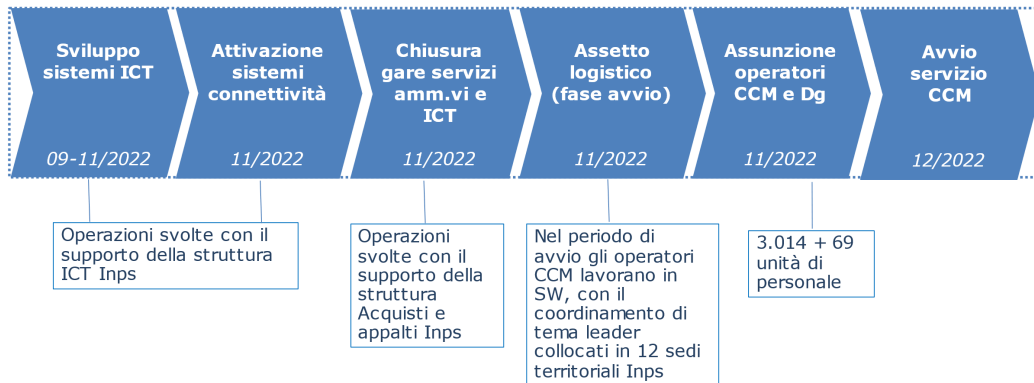 Sviluppo
sistemi ICT
09-11/2022
Attivazione
sistemi
connettività
11/2022
Chiusura
gare servizi
amm.vi e
ICT
11/2022
Assetto
logistico
(fase avvio)
11/2022
Assunzione
operatori
CCM e Dg
11/2022
Avvio
servizio
CCM
12/2022
Operazioni svolte con il
supporto della struttura
ICT Inps
Operazioni
svolte con il
supporto della
struttura
Acquisti e
appalti Inps
Nel periodo di
avvio gli operatori
CCM lavorano in
SW, con il
coordinamento di
tema leader
collocati in 12 sedi
territoriali Inps
3.014 + 69
unità di
personale